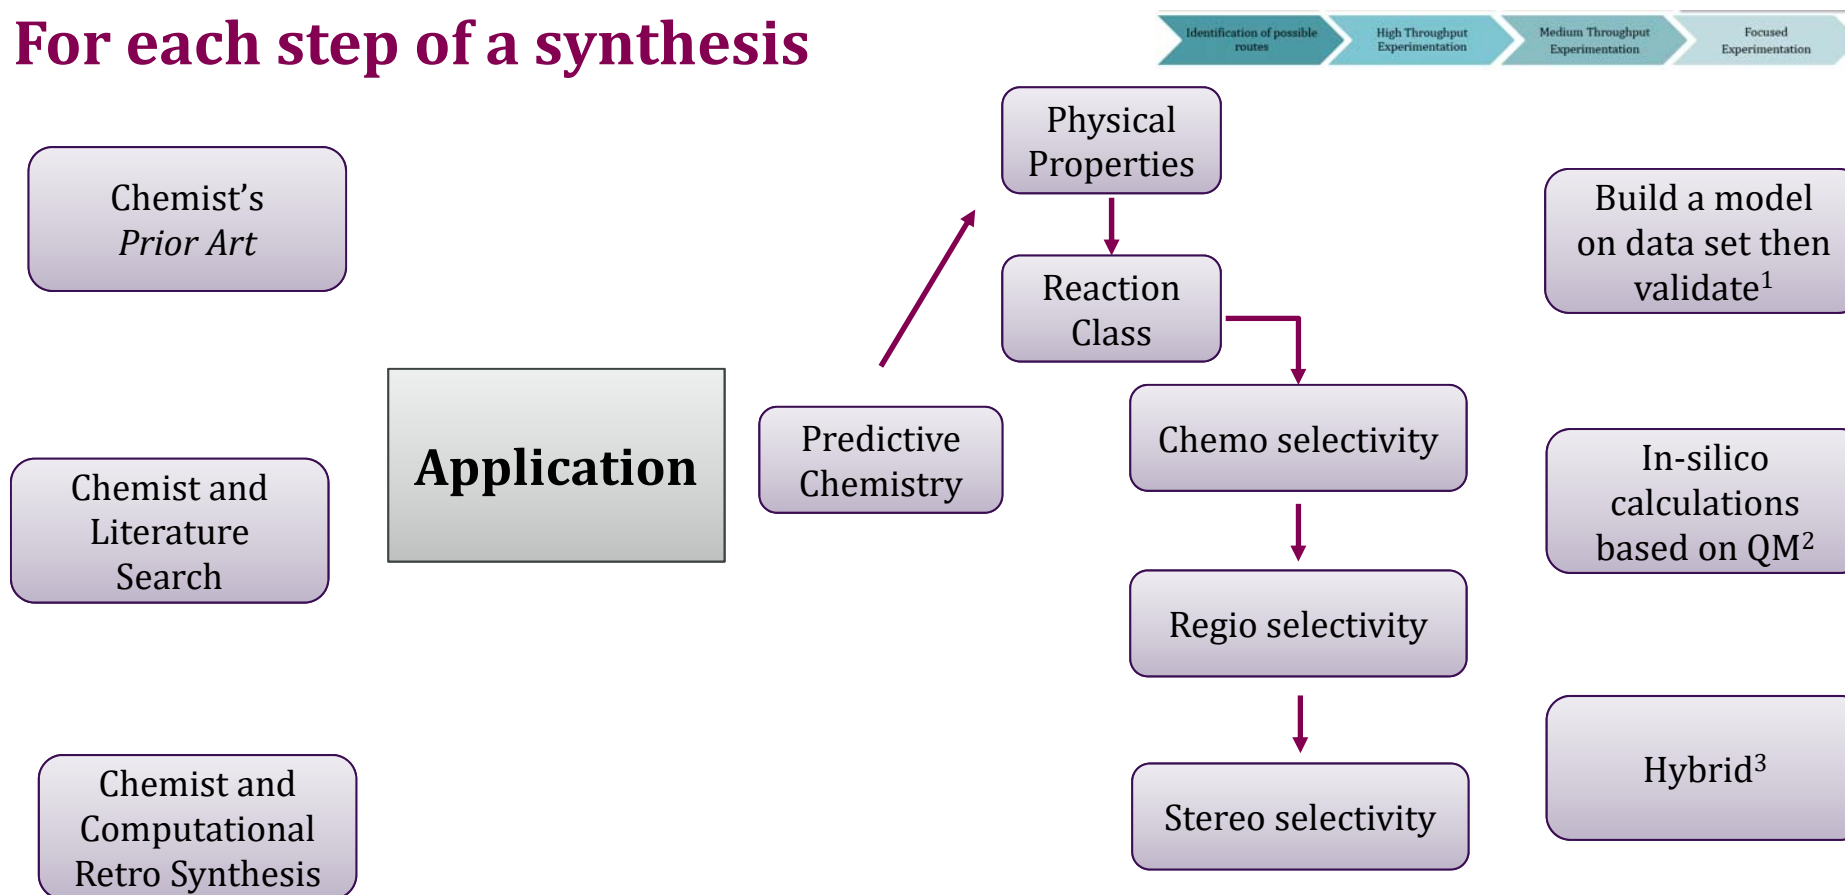 For each step of a synthesis
Identification of possible
routes
High Throughput
Experimentation
Medium Throughput
Experimentation
Focused
Experimentation
Chemist’s
Prior Art
Chemist and
Literature
Search
Chemist and
Computational
Retro Synthesis
Application
Predictive
Chemistry
Physical
Properties
Reaction
Class
Chemo selectivity
Regio selectivity
Stereo selectivity
Build a model
on data set then
validate¹
In-silico
calculations
based on QM²
Hybrid³